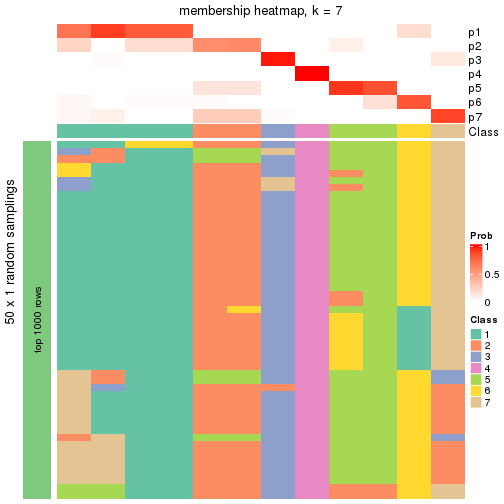 membership heatmap, k = 7
p1
p2
p3
p4
p5
p6
p7
Class
50 x 1 random samplings
top 1000 rows
Prob
1
0.5
0
Class
1
2
3
4
5
6
7